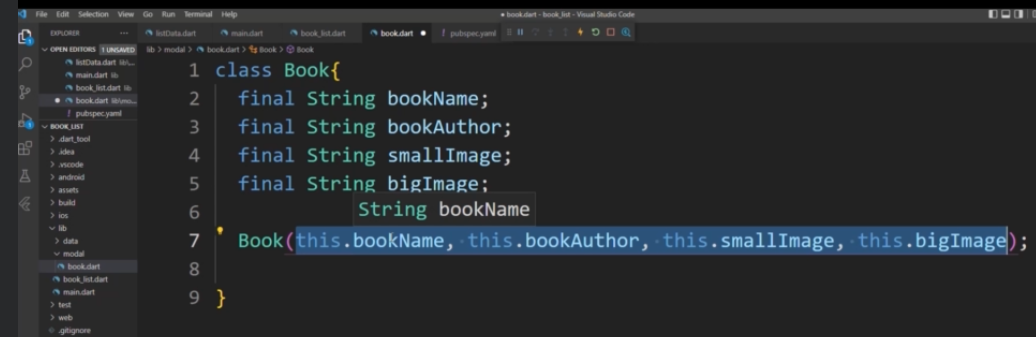 File Edit Selection View Go Run Terminal Help
• book.dart - book_list - Visual Studio Code
EXPLORER ...
listData.dart main.dart book_list.dart book.dart ● ! pubspec.yaml
OPEN EDITORS 1 UNSAVED
lib > modal > book.dart > Book > Book
listData.dart lib\...
main.dart lib
book_list.dart lib
● book.dart lib\mo...
! pubspec.yaml
BOOK_LIST
> .dart_tool
> .idea
> .vscode
> android
> assets
> build
> ios
lib
> data
modal
book.dart
book_list.dart
main.dart
> test
> web
.gitignore
1 class Book{
2 final String bookName;
3 final String bookAuthor;
4 final String smallImage;
5 final String bigImage;
6
String bookName
7 Book(this.bookName, this.bookAuthor, this.smallImage, this.bigImage);
8
9 }